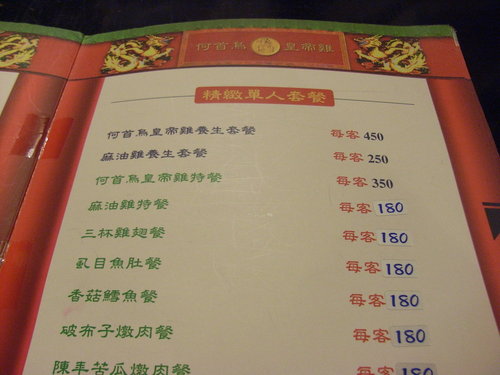 何首烏 皇帝雞
精緻單人套餐
何首烏皇帝雞養生套餐 每客 450
麻油雞養生套餐 每客 250
何首烏皇帝雞特餐 每客 350
麻油雞特餐 每客 180
三杯雞翅餐 每客 180
虱目魚肚餐 每客 180
香菇鱈魚餐 每客 180
破布子燉肉餐 每客 180
陳年苦瓜燉肉餐 每客 180